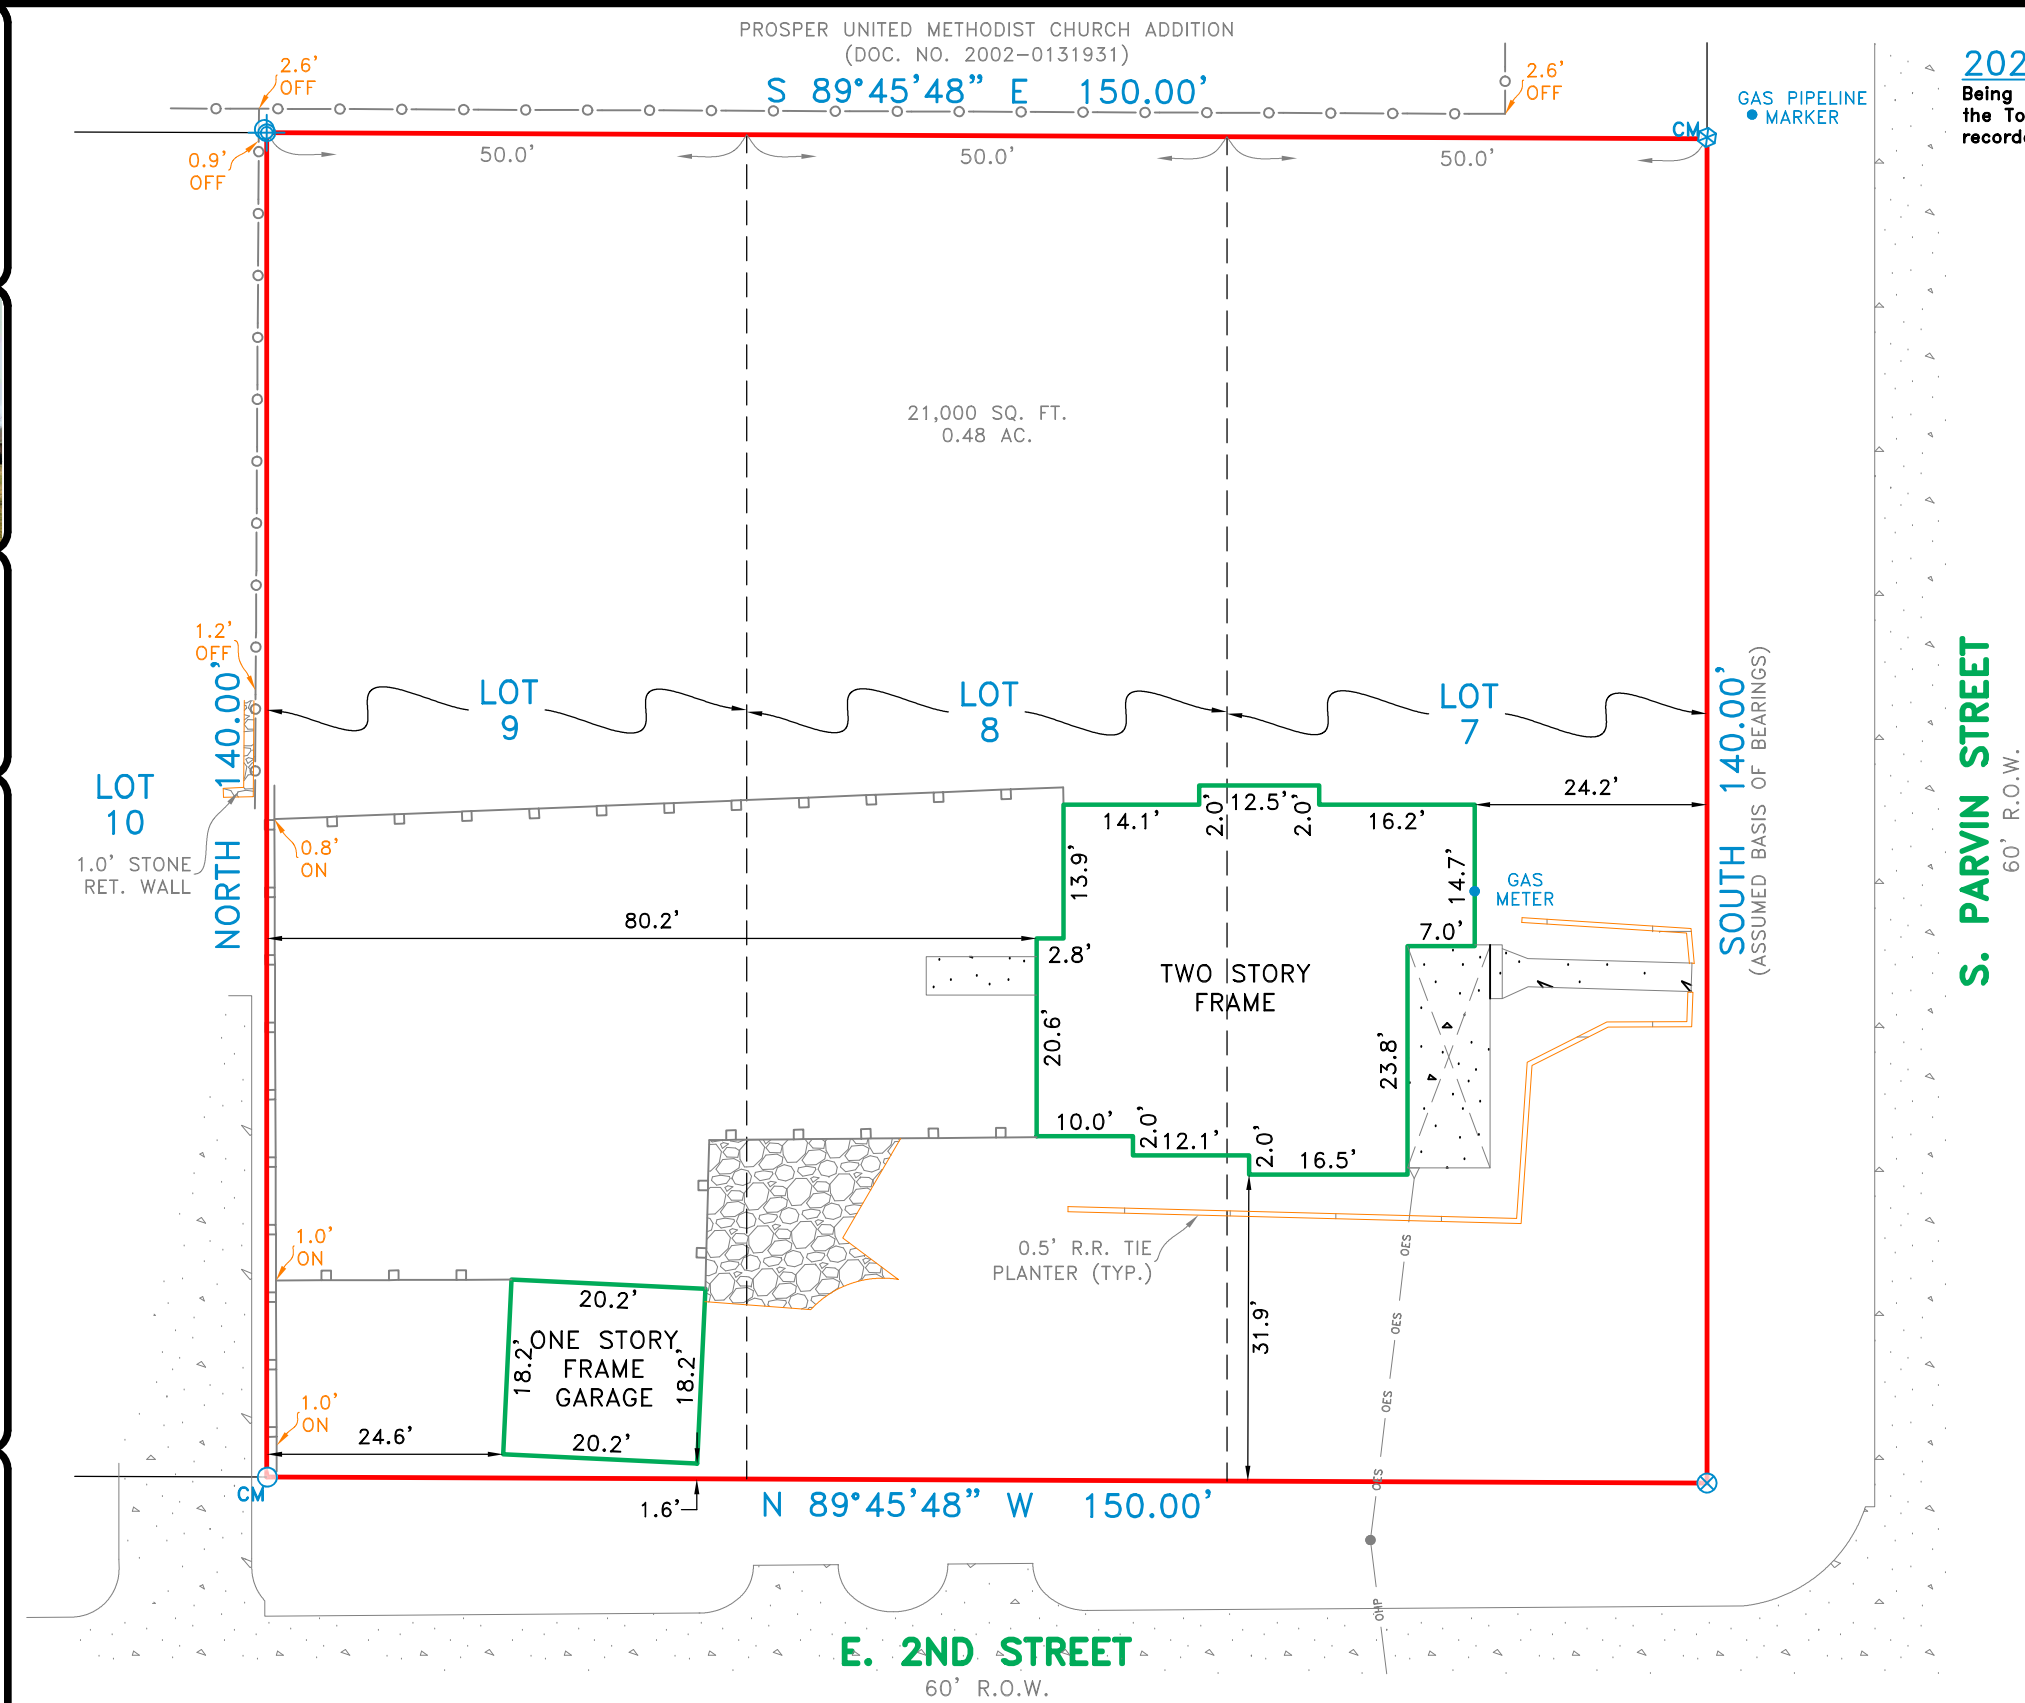 PROSPER UNITED METHODIST CHURCH ADDITION
(DOC. NO. 2002-0131931)
S 89°45'48" E 150.00'
2.6'
OFF
2.6'
OFF
202
Being
the To
record
GAS PIPELINE
MARKER
CM
0.9'
OFF
50.0'
50.0'
50.0'
21,000 SQ. FT.
0.48 AC.
1.2'
OFF
NORTH 140.00'
LOT
9
LOT
8
LOT
7
SOUTH 140.00'
(ASSUMED BASIS OF BEARINGS)
S. PARVIN STREET
60' R.O.W.
LOT
10
1.0' STONE
RET. WALL
0.8'
ON
24.2'
14.1'
2.0'
12.5'
2.0'
16.2'
13.9'
14.7'
GAS
METER
80.2'
2.8'
7.0'
TWO STORY
FRAME
20.6'
23.8'
10.0'
2.0'
12.1'
2.0'
16.5'
1.0'
ON
0.5' R.R. TIE
PLANTER (TYP.)
OES
31.9'
OES
20.2'
18.2'
ONE STORY
FRAME
GARAGE
18.2'
OES
1.0'
ON
24.6'
20.2'
OES
CM
1.6'
N 89°45'48" W 150.00'
OHP
E. 2ND STREET
60' R.O.W.